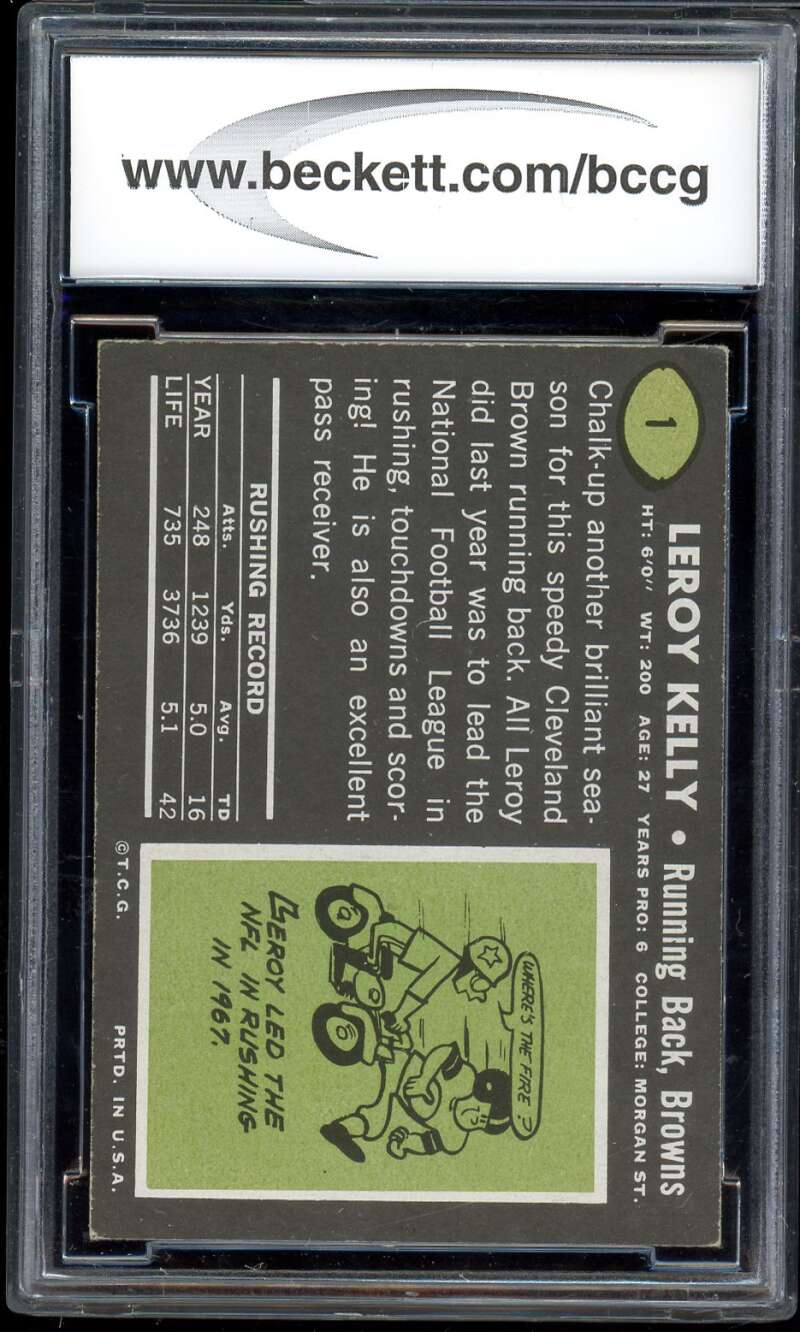 www.beckett.com/bccg
1
LEROY KELLY • Running Back, Browns
HT: 6'0" WT: 200 AGE: 27 YEARS PRO: 6 COLLEGE: MORGAN ST.
Chalk-up another brilliant sea-
son for this speedy Cleveland
Brown running back. All Leroy
did last year was to lead the
National Football League in
rushing, touchdowns and scor-
ing! He is also an excellent
pass receiver.
RUSHING RECORD
Atts. Yds. Avg. TD
YEAR 248 1239 5.0 16
LIFE 735 3736 5.1 42
WHERE'S THE FIRE?
LEROY LED THE
NFL IN RUSHING
IN 1967.
©T.C.G. PRTD. IN U.S.A.